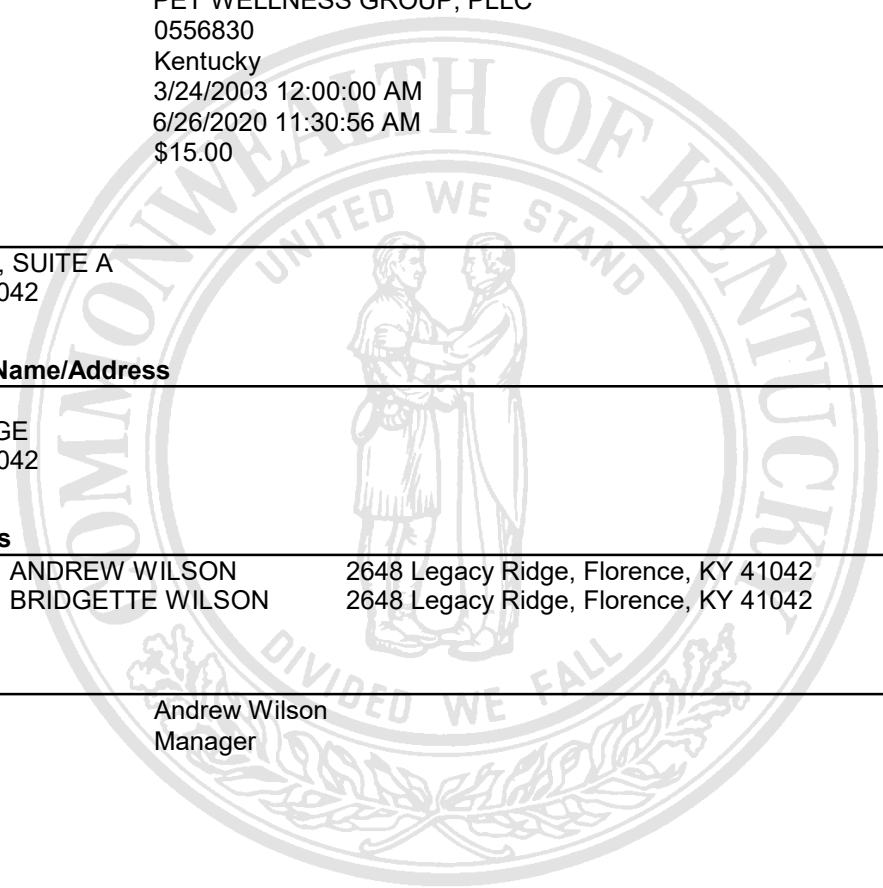 PET WELLNESS GROUP, PLLC
0556830
Kentucky
3/24/2003 12:00:00 AM
6/26/2020 11:30:56 AM
$15.00
, SUITE A
042
Name/Address
GE
042
s
ANDREW WILSON 2648 Legacy Ridge, Florence, KY 41042
BRIDGETTE WILSON 2648 Legacy Ridge, Florence, KY 41042
Andrew Wilson
Manager
COMMONWEALTH OF KENTUCKY
UNITED WE STAND
DIVIDED WE FALL